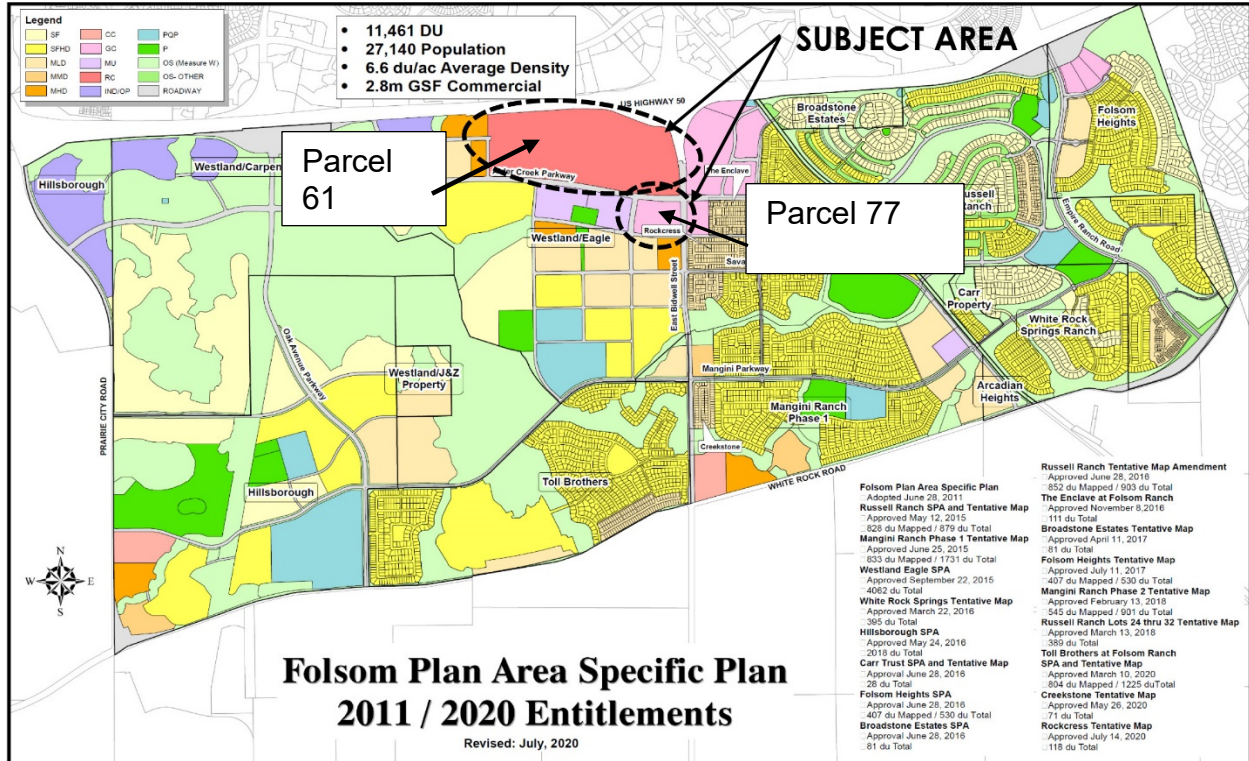 Legend
SF
SFHD
MLD
MMD
MHD
CC
GC
MU
RC
IND/OP
PQP
P
OS (Measure W)
OS- OTHER
ROADWAY
• 11,461 DU
• 27,140 Population
• 6.6 du/ac Average Density
• 2.8m GSF Commercial
SUBJECT AREA
US HIGHWAY 50
Broadstone
Estates
Folsom
Heights
Parcel
61
Westland/Carpen
Hillsborough
Creek Parkway
The Enclave
Parcel 77
Rockcress
Westland/Eagle
Empire Ranch Road
East Bidwell Street
Carr
Property
White Rock
Springs Ranch
Oak Avenue Parkway
Westland/J&Z
Property
Mangini Parkway
Arcadian
Heights
Mangini Ranch
Phase 1
PRAIRIE CITY ROAD
Creekstone
Toll Brothers
WHITE ROCK ROAD
Hillsborough
N
W
E
S
Folsom Plan Area Specific Plan
2011 / 2020 Entitlements
Revised: July, 2020
Folsom Plan Area Specific Plan
Adopted June 28, 2011
Russell Ranch SPA and Tentative Map
Approved May 12, 2015
828 du Mapped / 879 du Total
Mangini Ranch Phase 1 Tentative Map
Approved June 25, 2015
833 du Mapped / 1731 du Total
Westland Eagle SPA
Approved September 22, 2015
4062 du Total
White Rock Springs Tentative Map
Approved March 22, 2016
395 du Total
Hillsborough SPA
Approved May 24, 2016
2018 du Total
Carr Trust SPA and Tentative Map
Approval June 28, 2016
28 du Total
Folsom Heights SPA
Approval June 28, 2016
407 du Mapped / 530 du Total
Broadstone Estates SPA
Approval June 28, 2016
81 du Total
Russell Ranch Tentative Map Amendment
Approved June 28, 2016
852 du Mapped / 903 du Total
The Enclave at Folsom Ranch
Approved November 8,2016
111 du Total
Broadstone Estates Tentative Map
Approved April 11, 2017
81 du Total
Folsom Heights Tentative Map
Approved July 11, 2017
407 du Mapped / 530 du Total
Mangini Ranch Phase 2 Tentative Map
Approved February 13, 2018
545 du Mapped / 901 du Total
Russell Ranch Lots 24 thru 32 Tentative Map
Approved March 13, 2018
389 du Total
Toll Brothers at Folsom Ranch
SPA and Tentative Map
Approved March 10, 2020
804 du Mapped / 1225 duTotal
Creekstone Tentative Map
Approved May 26, 2020
71 du Total
Rockcress Tentative Map
Approved July 14, 2020
118 du Total